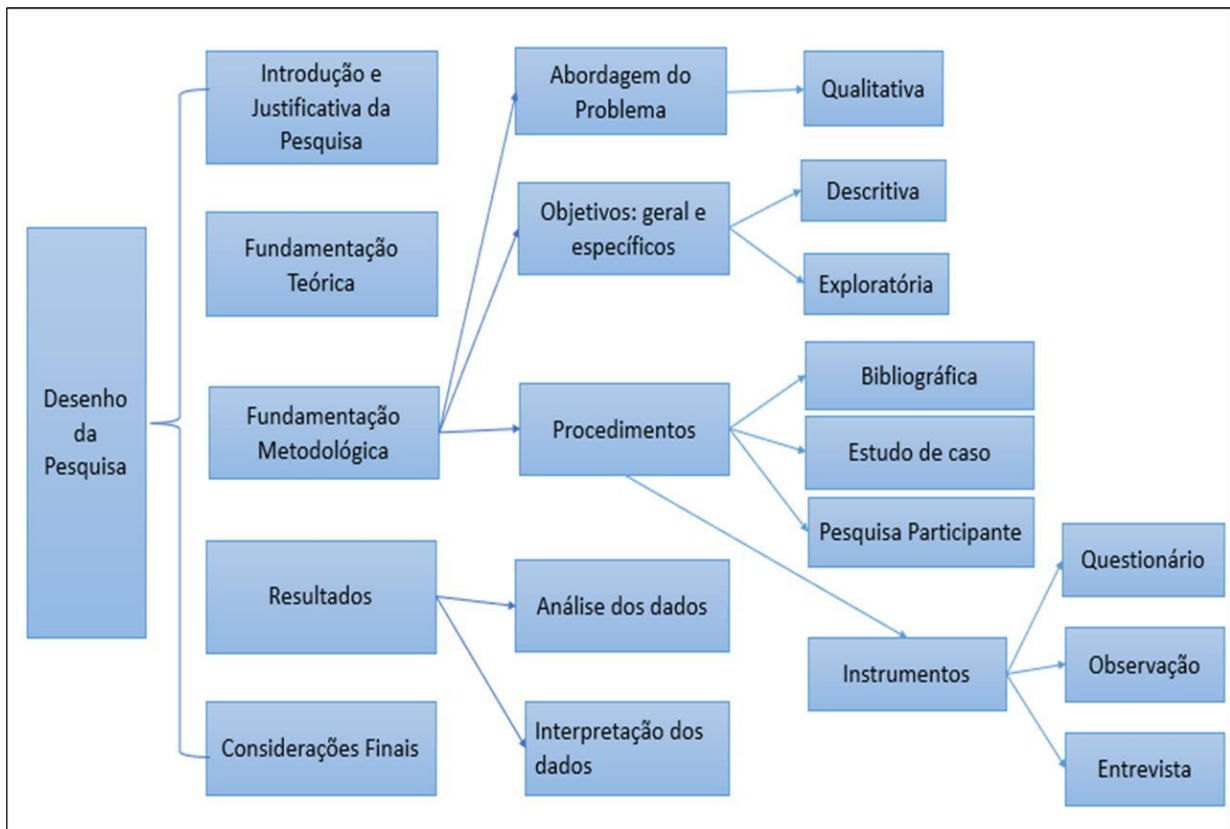 Desenho
da
Pesquisa
Introdução e
Justificativa da
Pesquisa
Fundamentação
Teórica
Fundamentação
Metodológica
Resultados
Considerações Finais
Abordagem do
Problema
Objetivos: geral e
específicos
Procedimentos
Análise dos dados
Interpretação dos
dados
Qualitativa
Descritiva
Exploratória
Bibliográfica
Estudo de caso
Pesquisa Participante
Instrumentos
Questionário
Observação
Entrevista